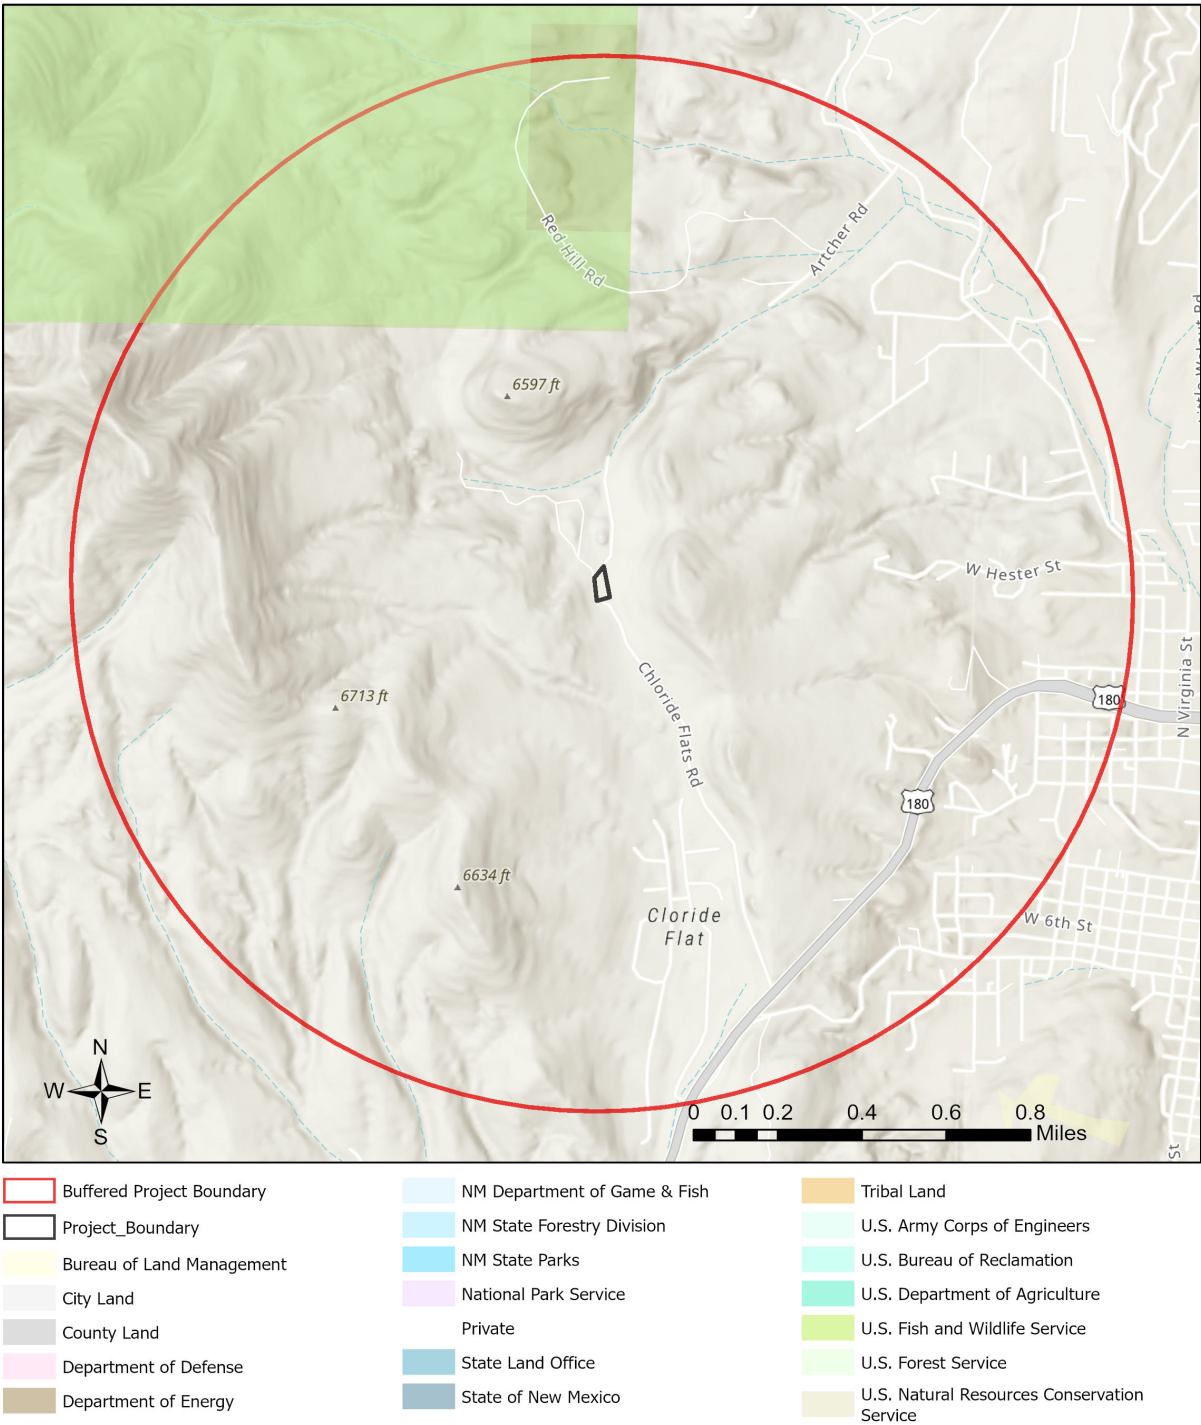 Red Hill Rd
Artcher Rd
6597 ft
W Hester St
Chloride Flats Rd
6713 ft
180
N Virginia St
180
6634 ft
Cloride
Flat
W 6th St
N
W E
S
0 0.1 0.2 0.4 0.6 0.8
Miles
St
Buffered Project Boundary
Project_Boundary
Bureau of Land Management
City Land
County Land
Department of Defense
Department of Energy
NM Department of Game & Fish
NM State Forestry Division
NM State Parks
National Park Service
Private
State Land Office
State of New Mexico
Tribal Land
U.S. Army Corps of Engineers
U.S. Bureau of Reclamation
U.S. Department of Agriculture
U.S. Fish and Wildlife Service
U.S. Forest Service
U.S. Natural Resources Conservation
Service